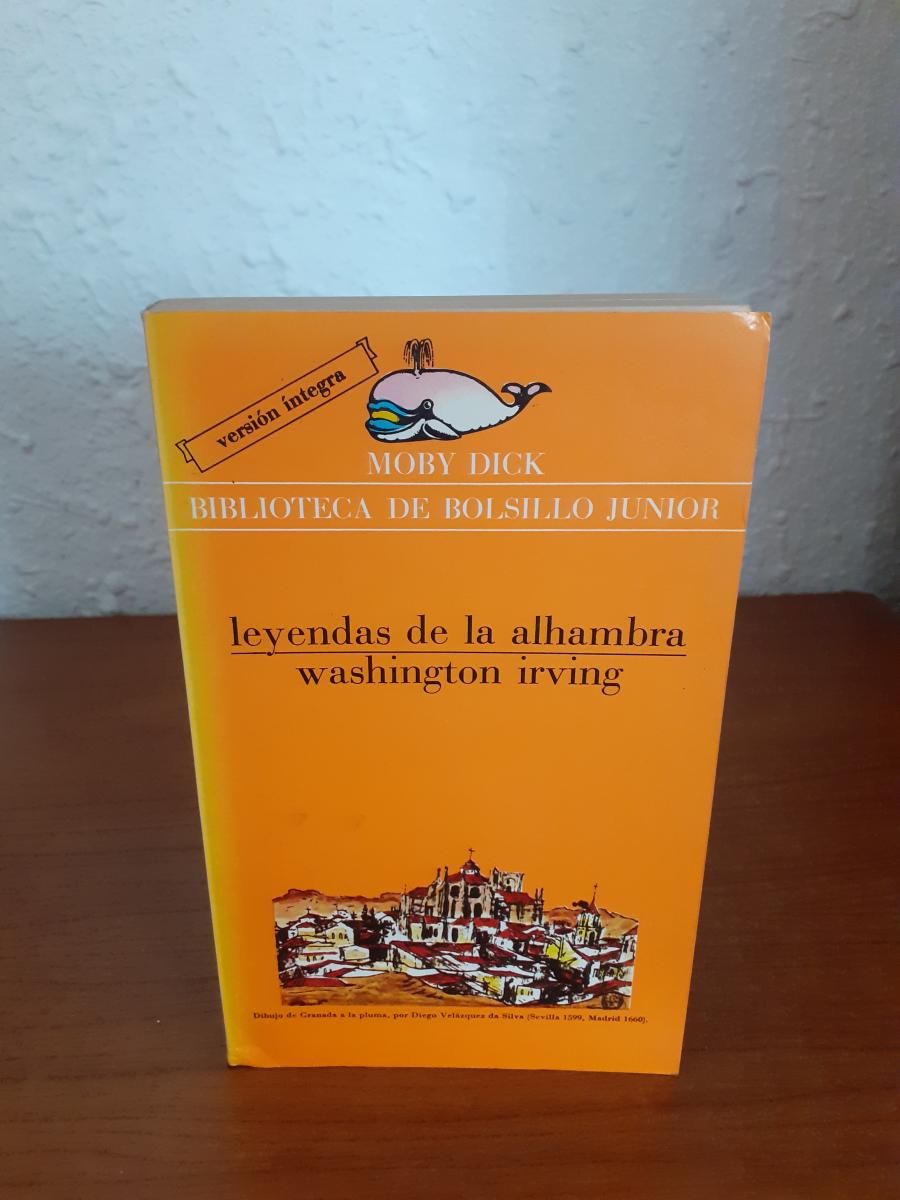 versión íntegra
MOBY DICK
BIBLIOTECA DE BOLSILLO JUNIOR
leyendas de la alhambra
washington irving
Dibujo de Granada a la pluma, por Diego Velázquez da Silva (Sevilla 1599, Madrid 1660).